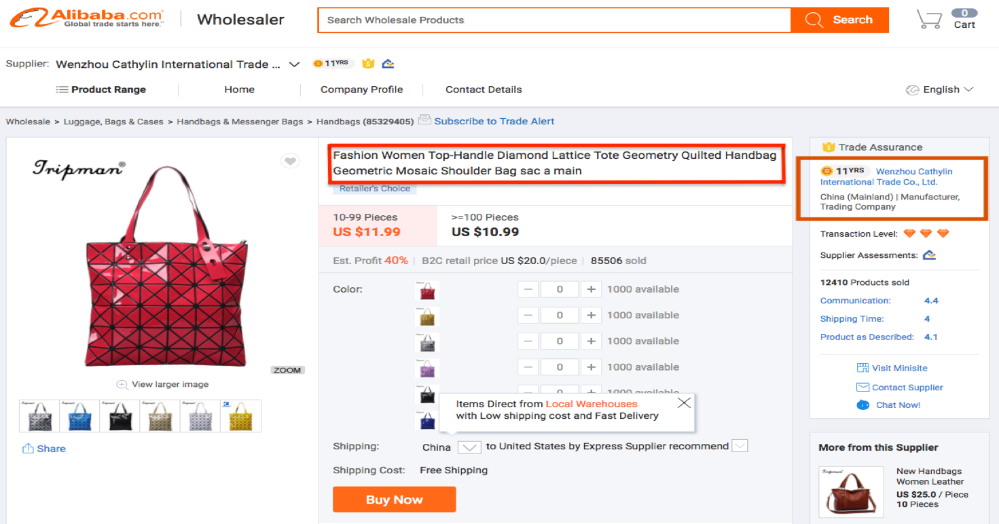 Alibaba.com
Global trade starts here.™
Wholesaler
Search Wholesale Products
Search
0
Cart
Supplier: Wenzhou Cathylin International Trade ...
11YRS
Product Range
Home
Company Profile
Contact Details
English
Wholesale > Luggage, Bags & Cases > Handbags & Messenger Bags > Handbags (85329405)
Subscribe to Trade Alert
Tripman®
ZOOM
View larger image
Share
Fashion Women Top-Handle Diamond Lattice Tote Geometry Quilted Handbag
Geometric Mosaic Shoulder Bag sac a main
Retailer's Choice
10-99 Pieces
US $11.99
>=100 Pieces
US $10.99
Est. Profit 40% | B2C retail price US $20.0/piece | 85506 sold
Color:
0 1000 available
0 1000 available
0 1000 available
0 1000 available
0 1000 available
Items Direct from Local Warehouses
with Low shipping cost and Fast Delivery
Shipping:
China to United States by Express Supplier recommend
Shipping Cost: Free Shipping
Buy Now
Trade Assurance
11YRS Wenzhou Cathylin
International Trade Co., Ltd.
China (Mainland) | Manufacturer,
Trading Company
Transaction Level:
Supplier Assessments:
12410 Products sold
Communication: 4.4
Shipping Time: 4
Product as Described: 4.1
Visit Minisite
Contact Supplier
Chat Now!
More from this Supplier
Tripman
New Handbags
Women Leather
US $25.0 / Piece
10 Pieces